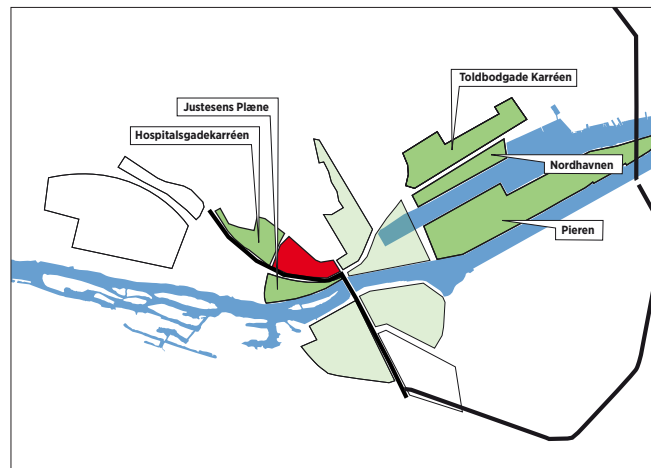 Toldbodgade Karréen
Justesens Plæne
Hospitalsgadekarréen
Nordhavnen
Pieren